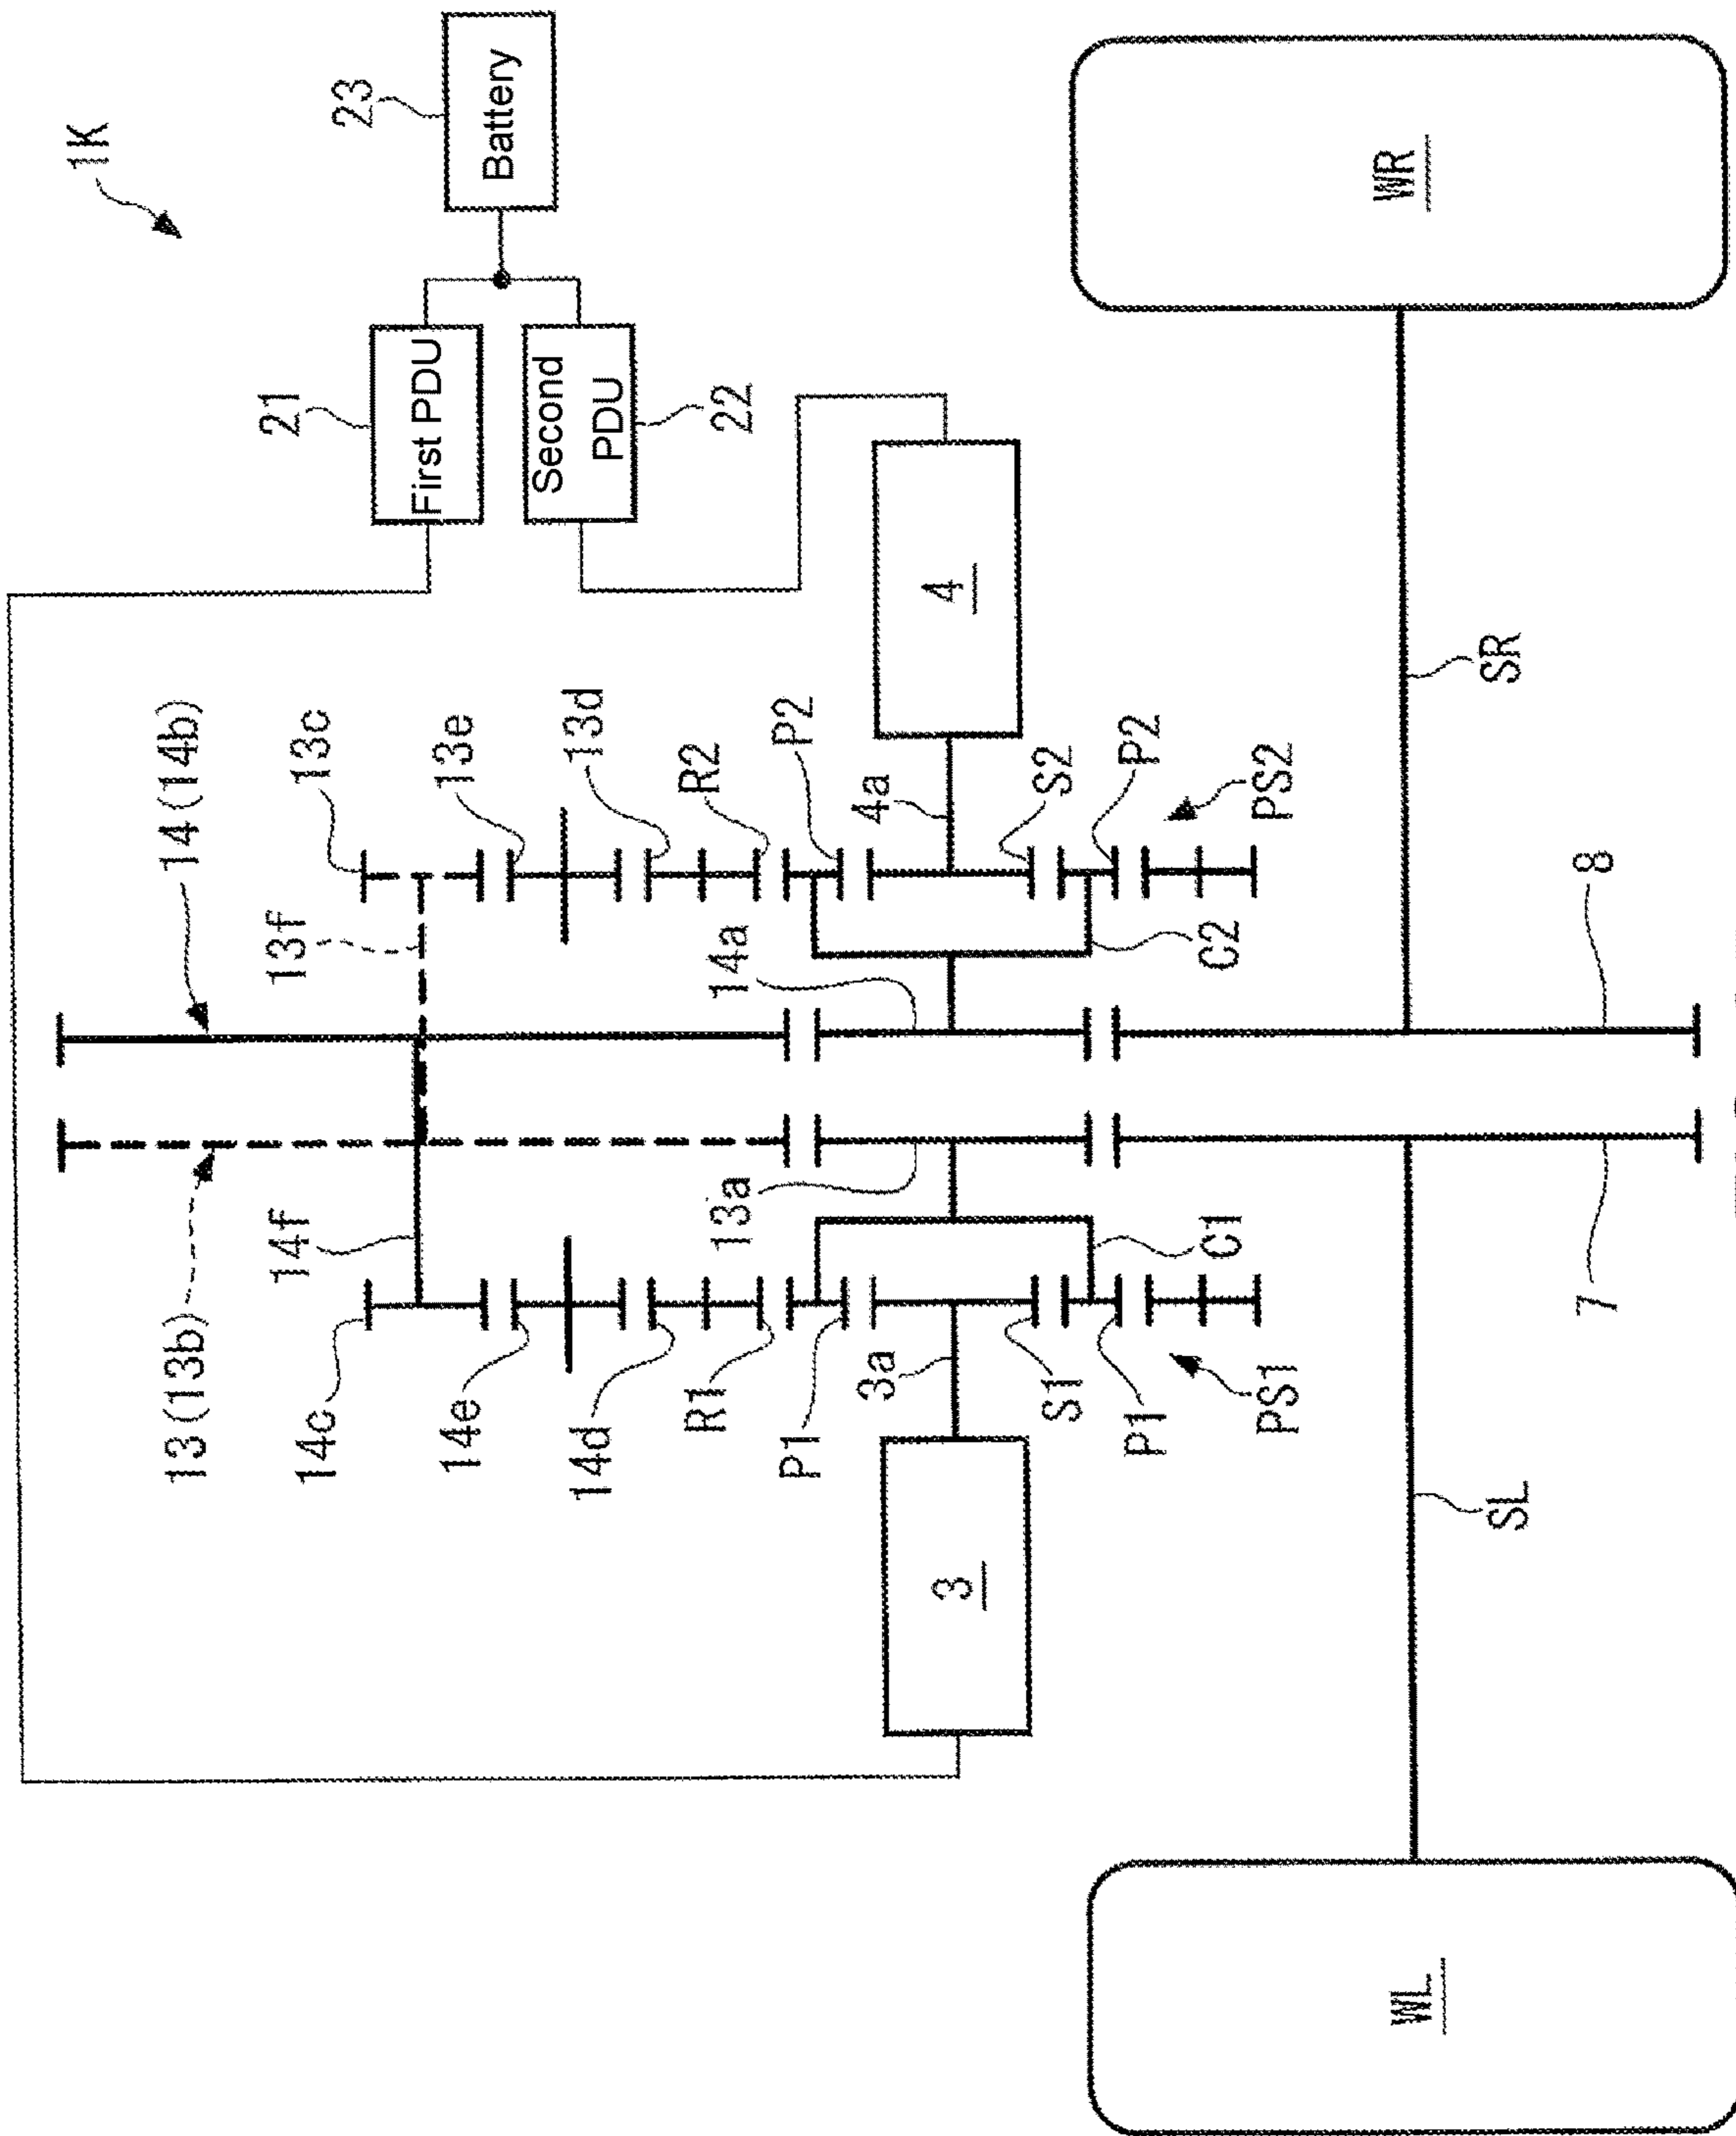 1K
13(13b)
14(14b)
14c
14f
13f
13c
21
23
First PDU
Battery
14e
13e
Second
PDU
14d
13d
R1
R2
22
13a
14a
P1
P2
3a
4a
3
4
S1
S2
P1
C1
C2
P2
PS1
PS2
WL
SL
SR
WR
7
8